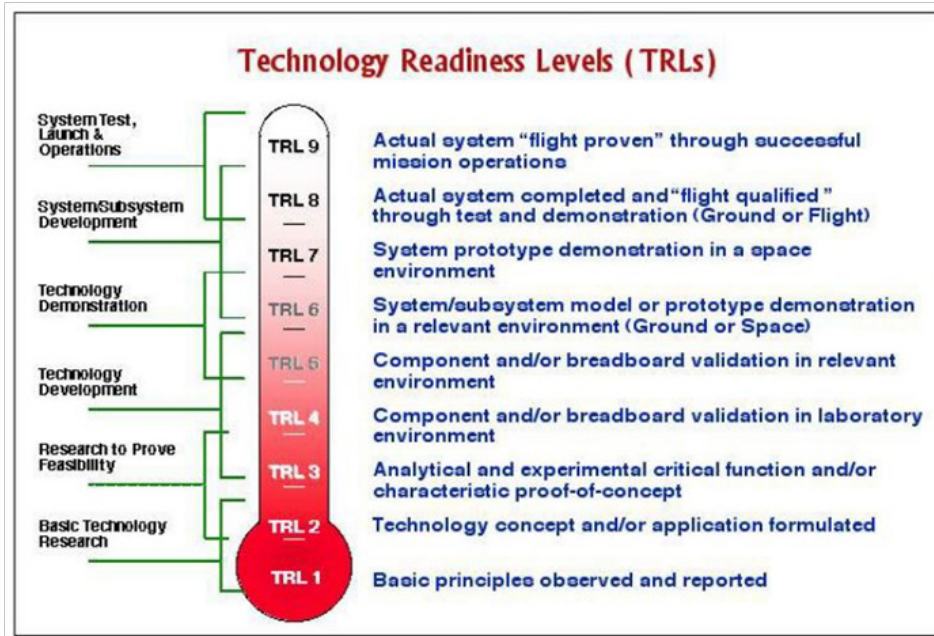 Technology Readiness Levels ( TRLs)
System Test,
Launch &
Operations
System/Subsystem
Development
Technology
Demonstration
Technology
Development
Research to Prove
Feasibility
Basic Technology
Research
TRL 9
TRL 8
TRL 7
TRL 6
TRL 5
TRL 4
TRL 3
TRL 2
TRL 1
Actual system “flight proven” through successful
mission operations
Actual system completed and “flight qualified ”
through test and demonstration (Ground or Flight)
System prototype demonstration in a space
environment
System/subsystem model or prototype demonstration
in a relevant environment (Ground or Space)
Component and/or breadboard validation in relevant
environment
Component and/or breadboard validation in laboratory
environment
Analytical and experimental critical function and/or
characteristic proof-of-concept
Technology concept and/or application formulated
Basic principles observed and reported